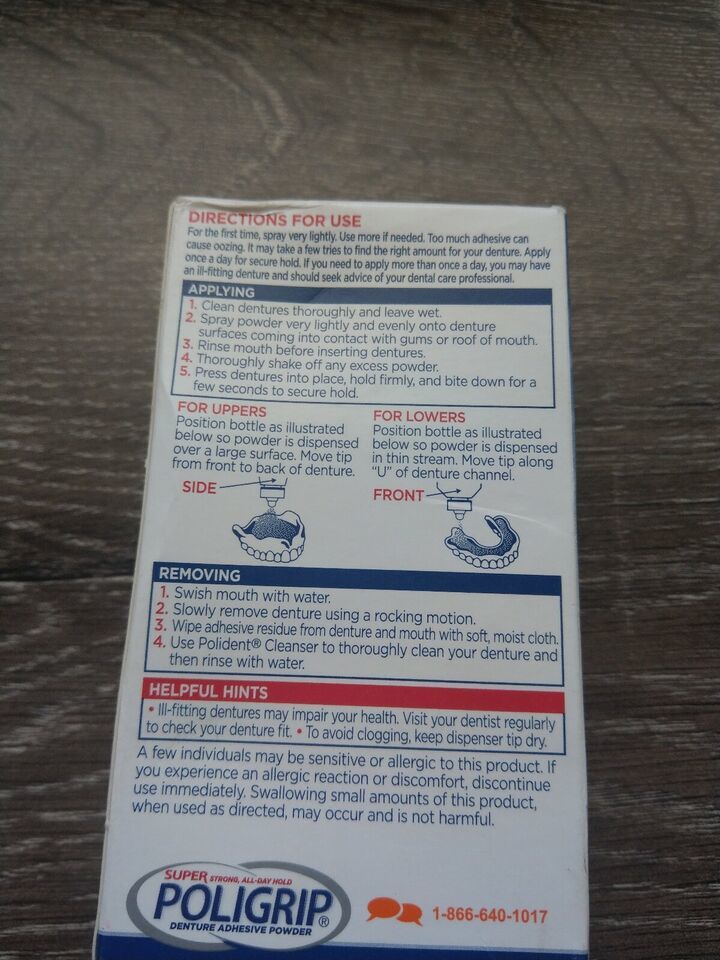 DIRECTIONS FOR USE
For the first time, spray very lightly. Use more if needed. Too much adhesive can
cause oozing. It may take a few tries to find the right amount for your denture. Apply
once a day for secure hold. If you need to apply more than once a day, you may have
an ill-fitting denture and should seek advice of your dental care professional.
APPLYING
1. Clean dentures thoroughly and leave wet.
2. Spray powder very lightly and evenly onto denture
surfaces coming into contact with gums or roof of mouth.
3. Rinse mouth before inserting dentures.
4. Thoroughly shake off any excess powder.
5. Press dentures into place, hold firmly, and bite down for a
few seconds to secure hold.
FOR UPPERS
Position bottle as illustrated
below so powder is dispensed
over a large surface. Move tip
from front to back of denture.
SIDE
FOR LOWERS
Position bottle as illustrated
below so powder is dispensed
in thin stream. Move tip along
"U" of denture channel.
FRONT
REMOVING
1. Swish mouth with water.
2. Slowly remove denture using a rocking motion.
3. Wipe adhesive residue from denture and mouth with soft, moist cloth.
4. Use Polident® Cleanser to thoroughly clean your denture and
then rinse with water.
HELPFUL HINTS
• Ill-fitting dentures may impair your health. Visit your dentist regularly
to check your denture fit. • To avoid clogging, keep dispenser tip dry.
A few individuals may be sensitive or allergic to this product. If
you experience an allergic reaction or discomfort, discontinue
use immediately. Swallowing small amounts of this product,
when used as directed, may occur and is not harmful.
SUPER STRONG, ALL-DAY HOLD
POLIGRIP®
DENTURE ADHESIVE POWDER
1-866-640-1017